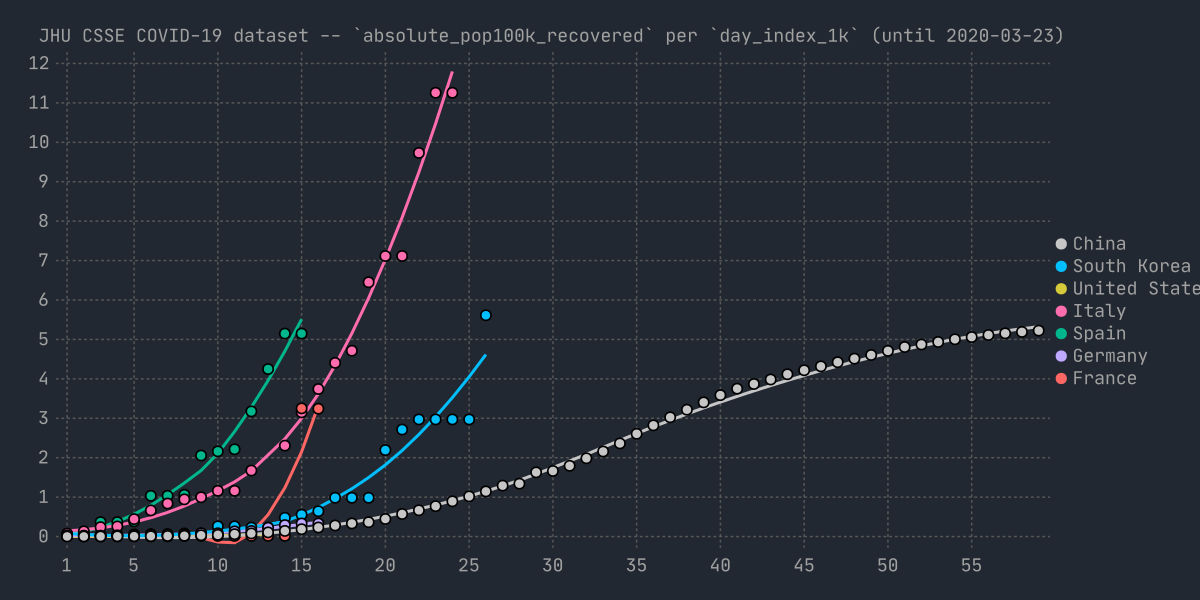 JHU CSSE COVID-19 dataset -- `absolute_pop100k_recovered` per `day_index_1k` (until 2020-03-23)
12
11
10
9
8
7
6
5
4
3
2
1
0
1 5 10 15 20 25 30 35 40 45 50 55
China
South Korea
United State
Italy
Spain
Germany
France